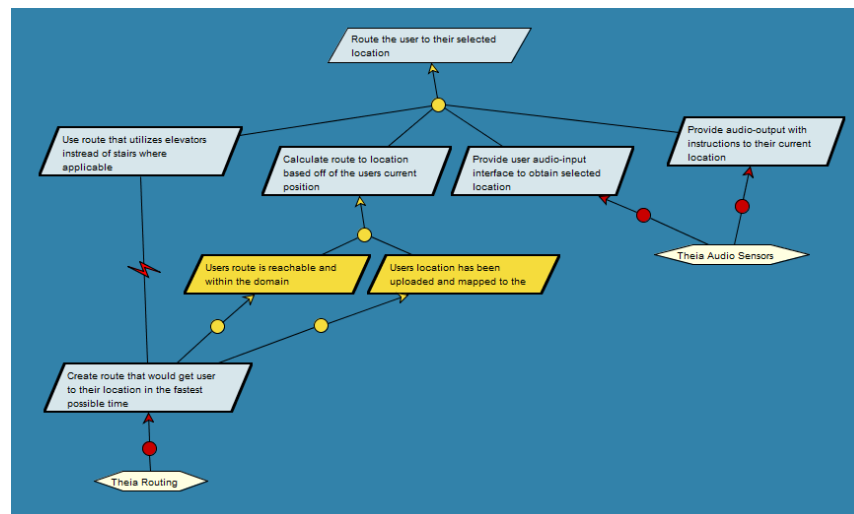 Route the user to their selected
location
Use route that utilizes elevators
instread of stairs where
applicable
Calculate route to location
based off of the users current
position
Provide user audio-input
interface to obtain selected
location
Provide audio-output with
instructions to their current
location
Theia Audio Sensors
Users route is reachable and
within the domain
Users location has been
uploaded and mapped to the
Create route that would get user
to their location in the fastest
possible time
Theia Routing